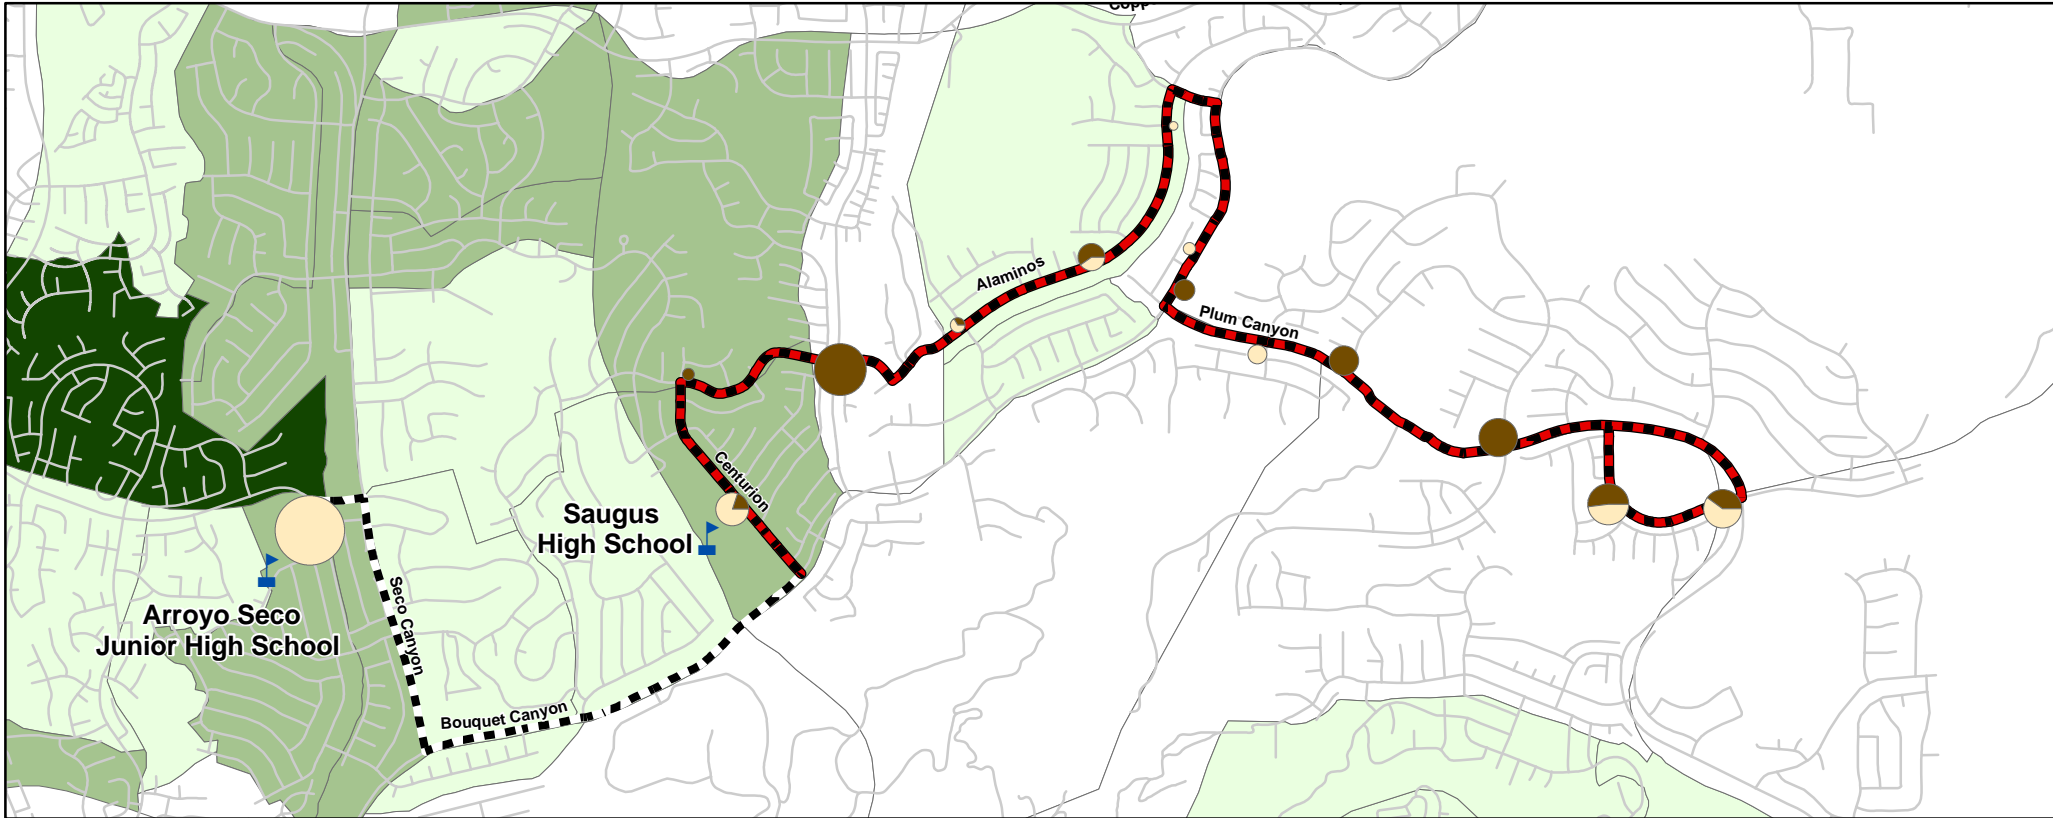 Alaminos
Plum Canyon
Centurion
Saugus
High School
Seco Canyon
Arroyo Seco
Junior High School
Bouquet Canyon